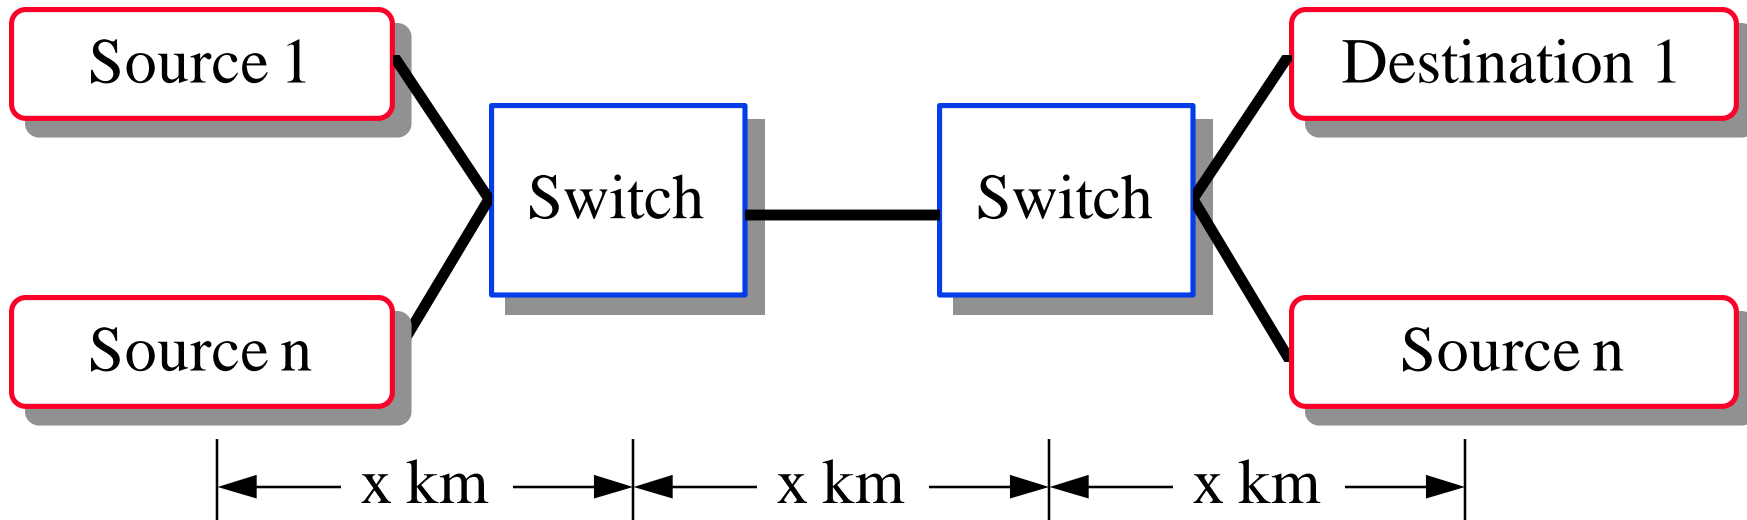 Source 1
Destination 1
Switch
Switch
Source n
Source n
x km
x km
x km